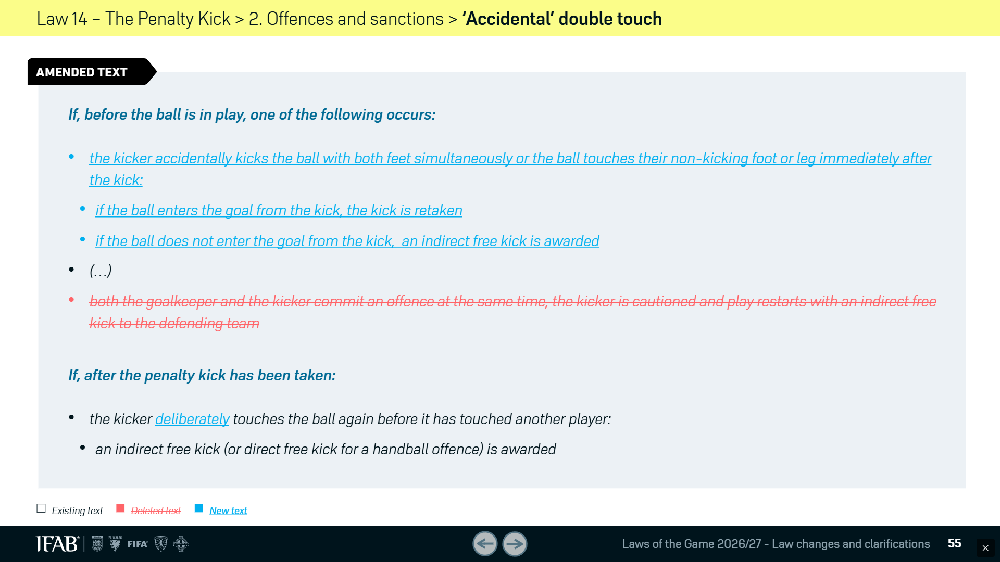 Law 14 – The Penalty Kick > 2. Offences and sanctions > ‘Accidental’ double touch
AMENDED TEXT
If, before the ball is in play, one of the following occurs:
• the kicker accidentally kicks the ball with both feet simultaneously or the ball touches their non-kicking foot or leg immediately after
the kick:
• if the ball enters the goal from the kick, the kick is retaken
• if the ball does not enter the goal from the kick,  an indirect free kick is awarded
• (…)
• both the goalkeeper and the kicker commit an offence at the same time, the kicker is cautioned and play restarts with an indirect free
kick to the defending team
If, after the penalty kick has been taken:
• the kicker deliberately touches the ball again before it has touched another player:
• an indirect free kick (or direct free kick for a handball offence) is awarded
Existing text Deleted text New text
IFAB® FA WALES FIFA® Laws of the Game 2026/27 - Law changes and clarifications 55